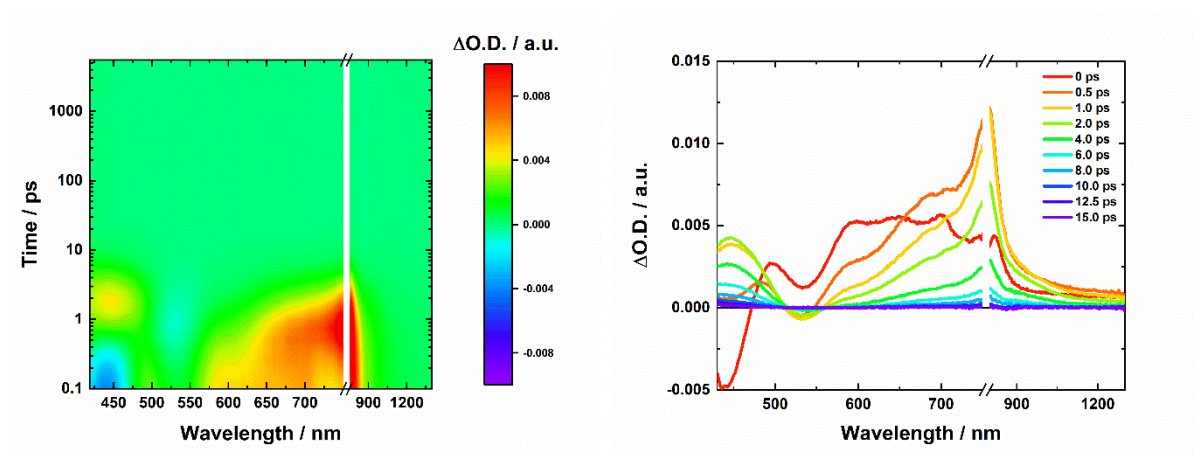 ΔO.D. / a.u.
1000
100
10
1
0.1
Time / ps
450 500 550 600 650 700 900 1200
Wavelength / nm
0.008
0.004
0.000
-0.004
-0.008
0.015
0.010
0.005
0.000
-0.005
ΔO.D. / a.u.
500 600 700 900 1200
Wavelength / nm
0 ps
0.5 ps
1.0 ps
2.0 ps
4.0 ps
6.0 ps
8.0 ps
10.0 ps
12.5 ps
15.0 ps